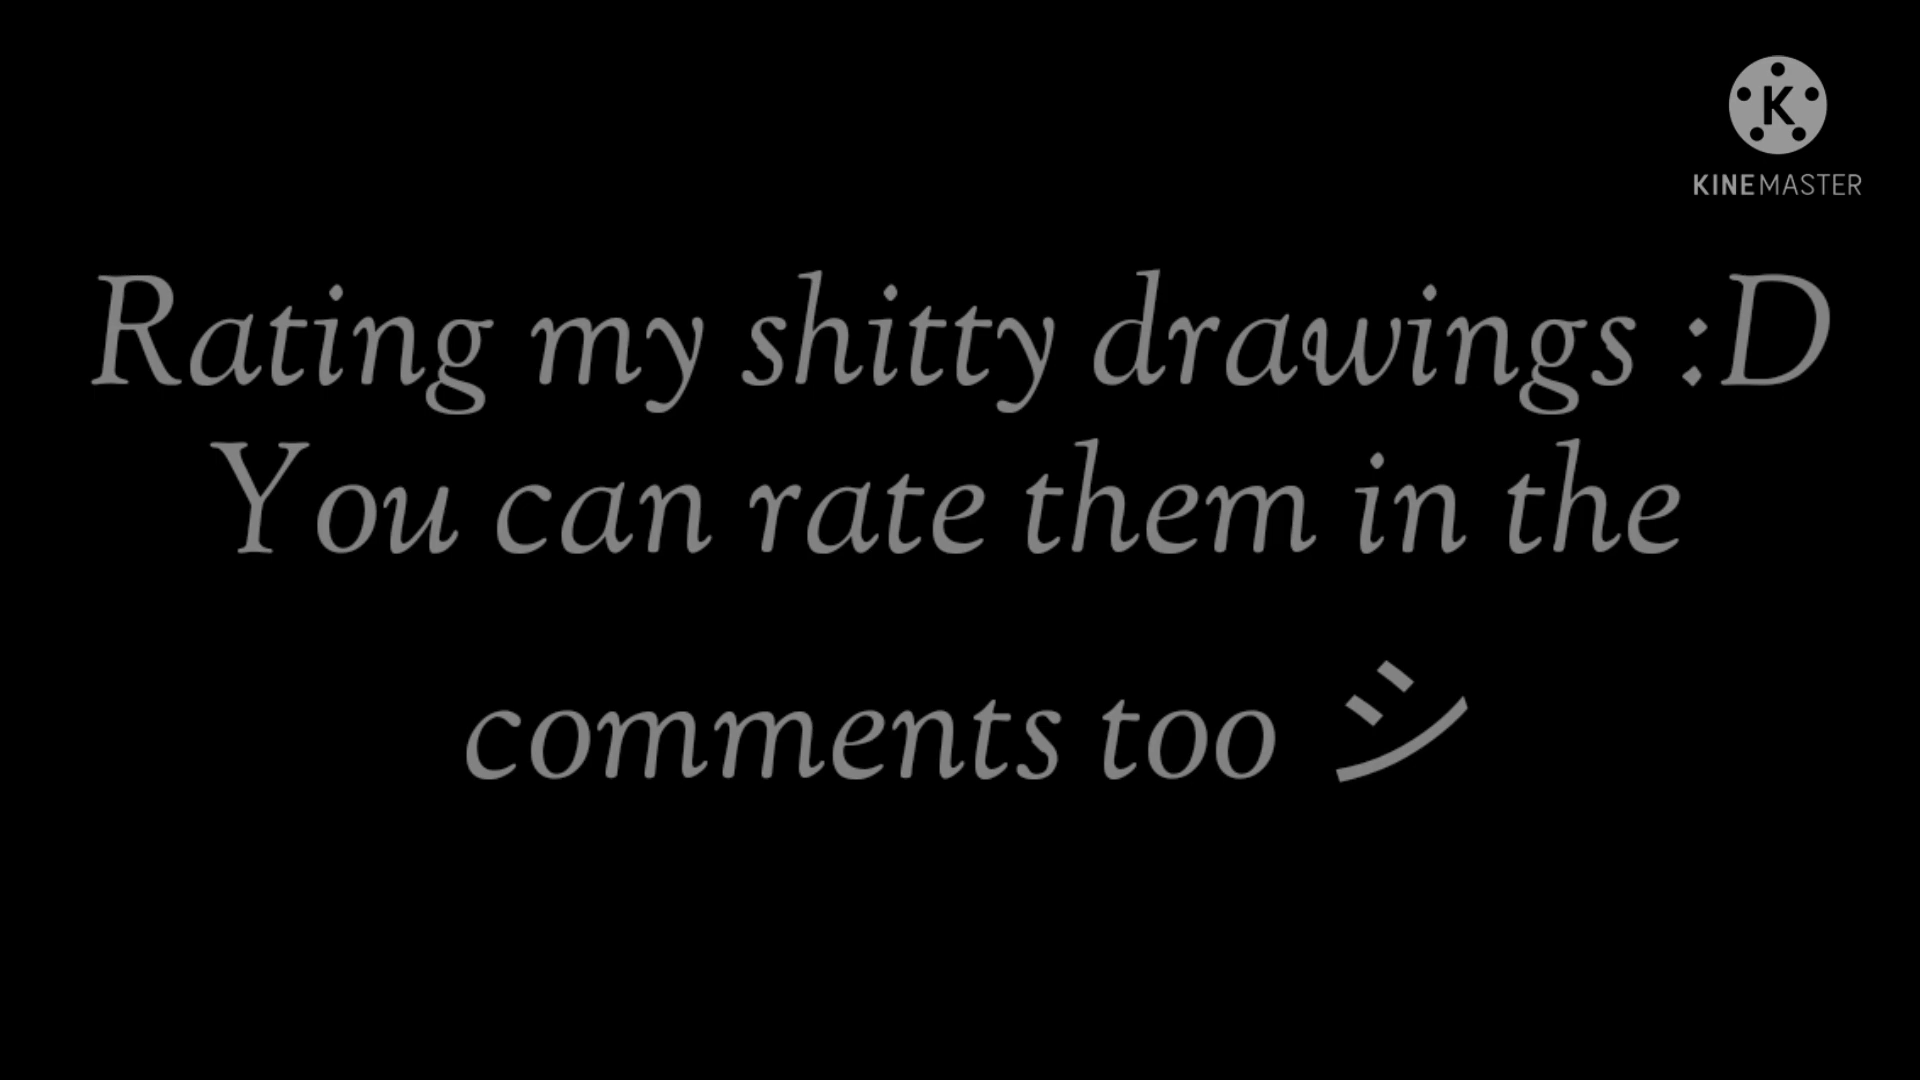 K
KINEMASTER
Rating my shitty drawings :D
You can rate them in the
comments too シ